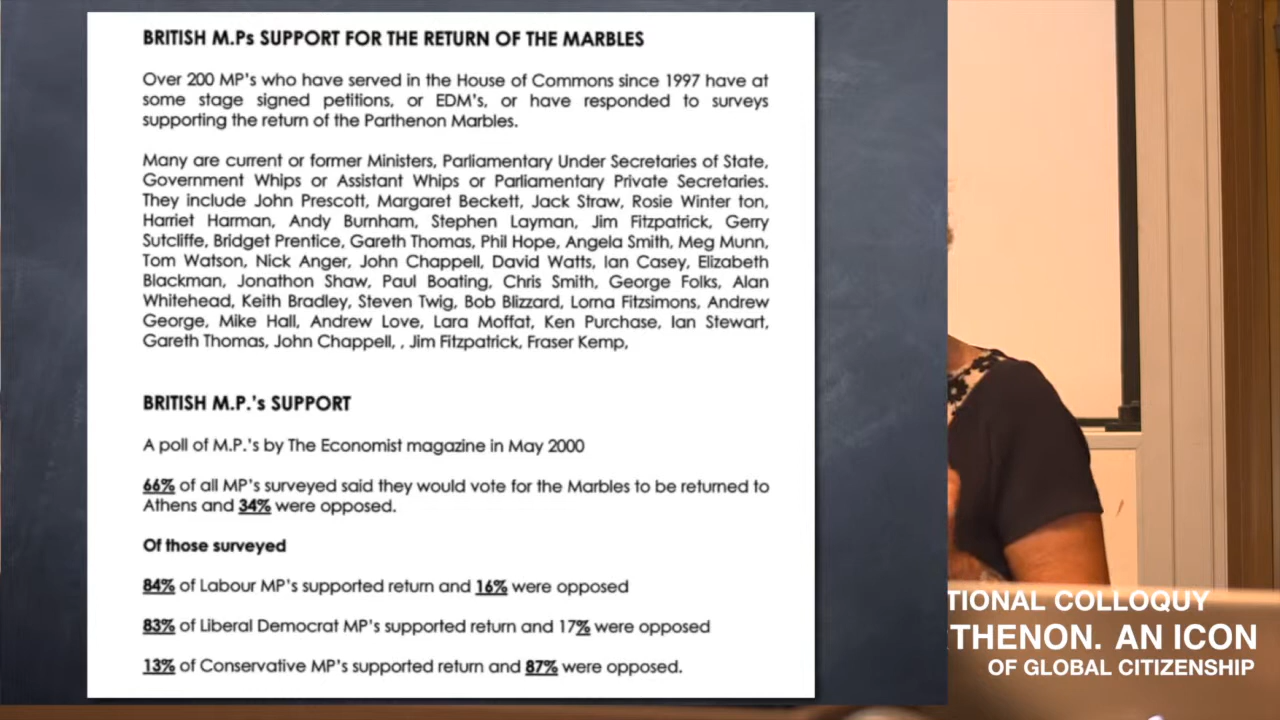 BRITISH M.Ps SUPPORT FOR THE RETURN OF THE MARBLES
Over 200 MP's who have served in the House of Commons since 1997 have at
some stage signed petitions, or EDM's, or have responded to surveys
supporting the return of the Parthenon Marbles.
Many are current or former Ministers, Parliamentary Under Secretaries of State,
Government Whips or Assistant Whips or Parliamentary Private Secretaries.
They include John Prescott, Margaret Beckett, Jack Straw, Rosie Winter ton,
Harriet Harman, Andy Burnham, Stephen Layman, Jim Fitzpatrick, Gerry
Sutcliffe, Bridget Prentice, Gareth Thomas, Phil Hope, Angela Smith, Meg Munn,
Tom Watson, Nick Anger, John Chappell, David Watts, Ian Casey, Elizabeth
Blackman, Jonathon Shaw, Paul Boating, Chris Smith, George Folks, Alan
Whitehead, Keith Bradley, Steven Twig, Bob Blizzard, Lorna Fitzsimons, Andrew
George, Mike Hall, Andrew Love, Lara Moffat, Ken Purchase, Ian Stewart,
Gareth Thomas, John Chappell, , Jim Fitzpatrick, Fraser Kemp,
BRITISH M.P.'s SUPPORT
A poll of M.P.'s by The Economist magazine in May 2000
66% of all MP's surveyed said they would vote for the Marbles to be returned to
Athens and 34% were opposed.
Of those surveyed
84% of Labour MP's supported return and 16% were opposed
83% of Liberal Democrat MP's supported return and 17% were opposed
13% of Conservative MP's supported return and 87% were opposed.
TIONAL COLLOQUY
THENON. AN ICON
OF GLOBAL CITIZENSHIP